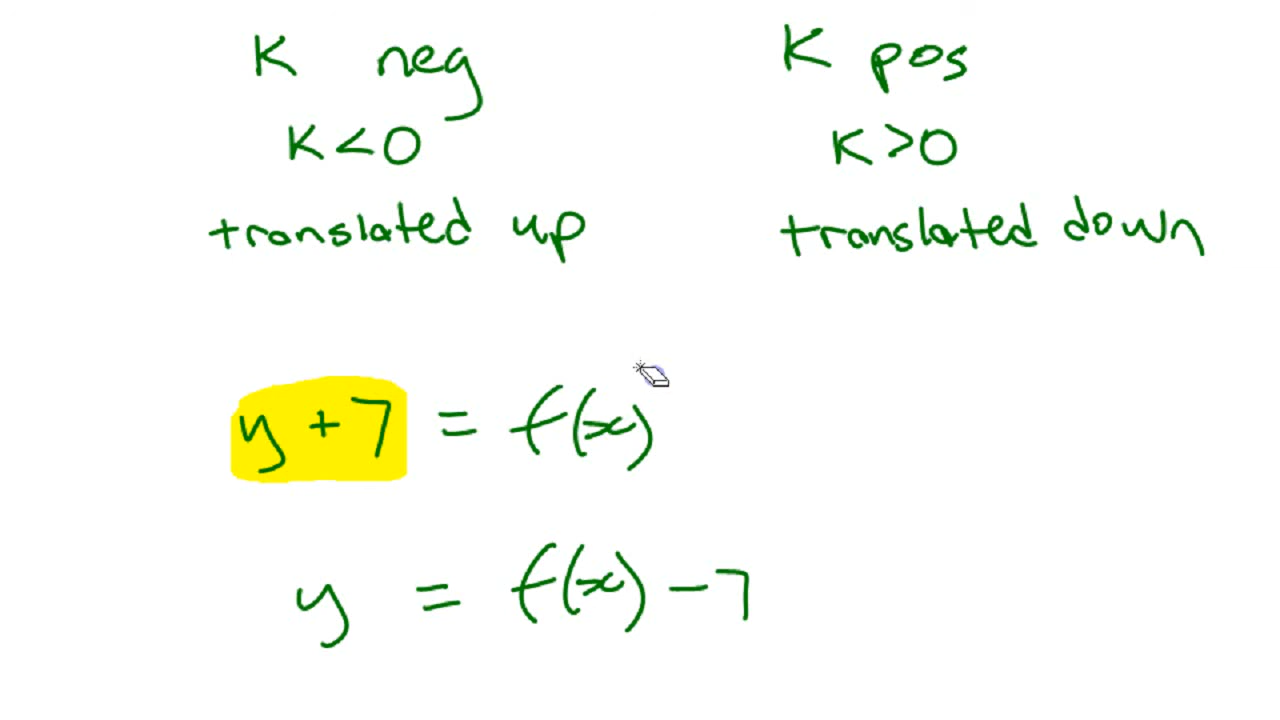 K neg K pos
K<0 K>0
translated up translated down
y + 7 = f(x)
y = f(x) - 7